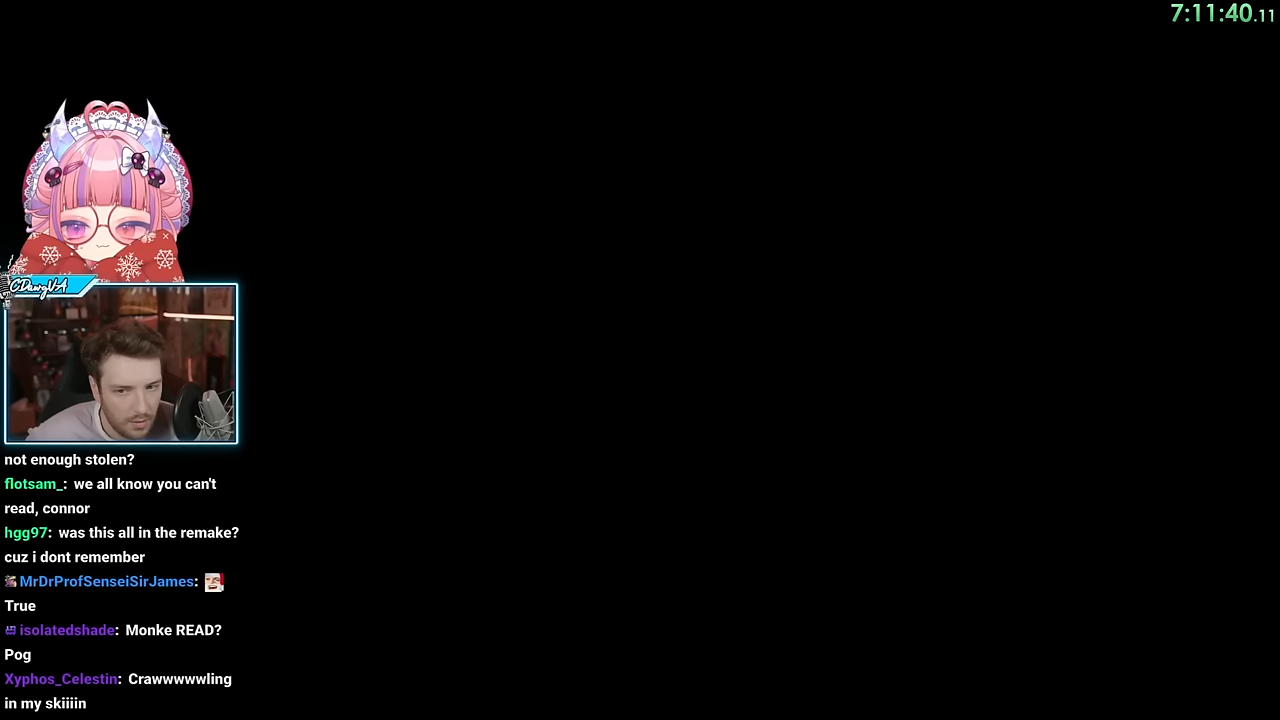 7:11:40.11
CDawgVA
not enough stolen?
flotsam_: we all know you can't
read, connor
hgg97: was this all in the remake?
cuz i dont remember
MrDrProfSenseiSirJames:
True
isolatedshade: Monke READ?
Pog
Xyphos_Celestin: Crawwwwwling
in my skiiiin